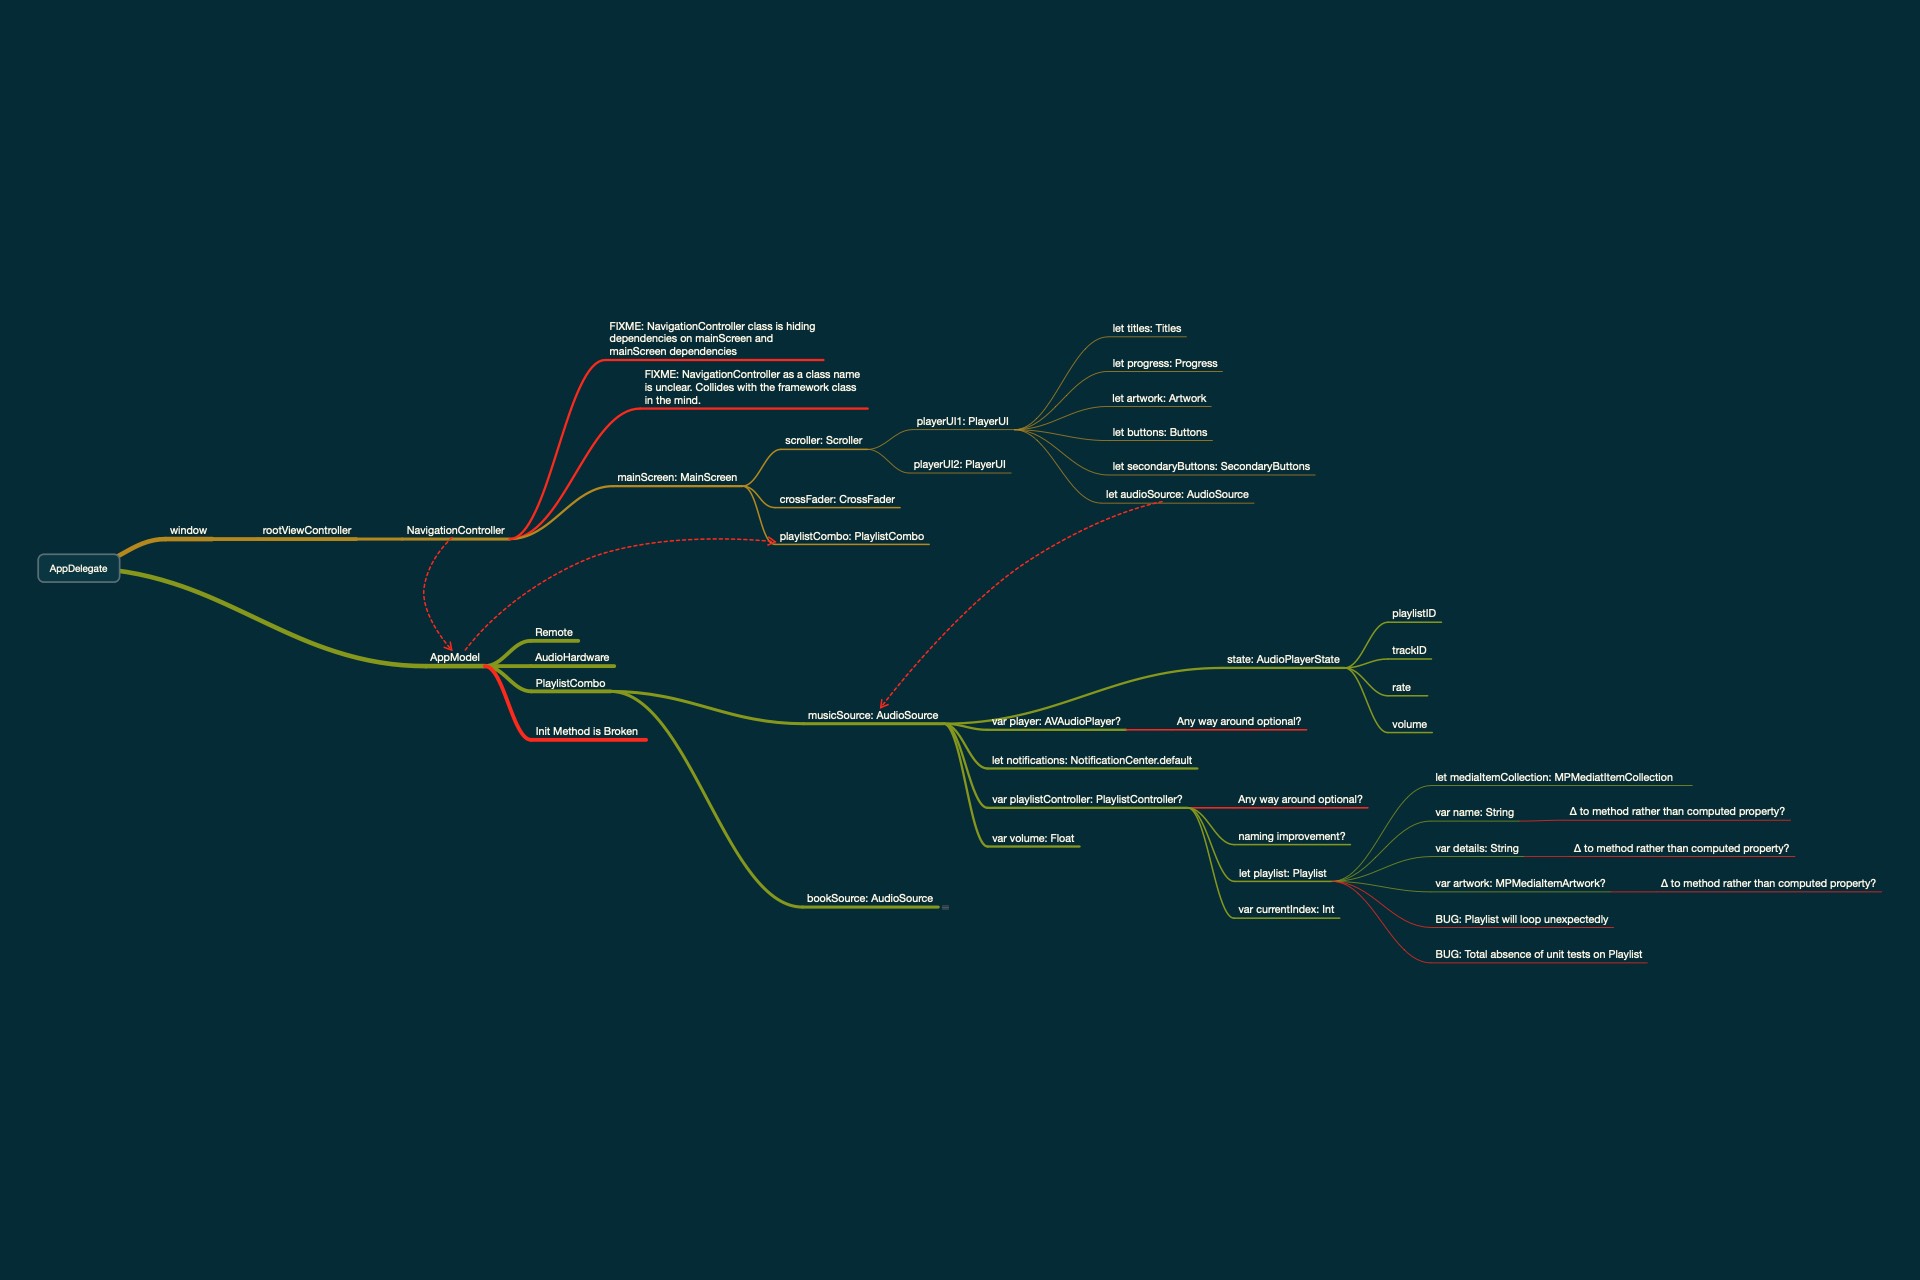 FIXME: NavigationController class is hiding
dependencies on mainScreen and
mainScreen dependencies
FIXME: NavigationController as a class name
is unclear. Collides with the framework class
in the mind.
let titles: Titles
let progress: Progress
let artwork: Artwork
let buttons: Buttons
let secondaryButtons: SecondaryButtons
let audioSource: AudioSource
playerUI1: PlayerUI
playerUI2: PlayerUI
scroller: Scroller
mainScreen: MainScreen
crossFader: CrossFader
playlistCombo: PlaylistCombo
window
rootViewController
NavigationController
AppDelegate
AppModel
Remote
AudioHardware
PlaylistCombo
Init Method is Broken
musicSource: AudioSource
state: AudioPlayerState
playlistID
trackID
rate
volume
var player: AVAudioPlayer?
Any way around optional?
let notifications: NotificationCenter.default
var playlistController: PlaylistController?
Any way around optional?
naming improvement?
let playlist: Playlist
var currentIndex: Int
var volume: Float
let mediaItemCollection: MPMediatItemCollection
var name: String
Δ to method rather than computed property?
var details: String
Δ to method rather than computed property?
var artwork: MPMediaItemArtwork?
Δ to method rather than computed property?
BUG: Playlist will loop unexpectedly
BUG: Total absence of unit tests on Playlist
bookSource: AudioSource